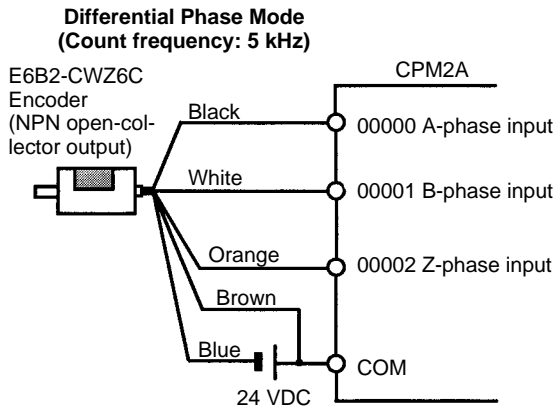 Differential Phase Mode
(Count frequency: 5 kHz)
E6B2-CWZ6C
Encoder
(NPN open-col-
lector output)
CPM2A
Black
00000 A-phase input
White
00001 B-phase input
Orange
00002 Z-phase input
Brown
Blue
COM
24 VDC